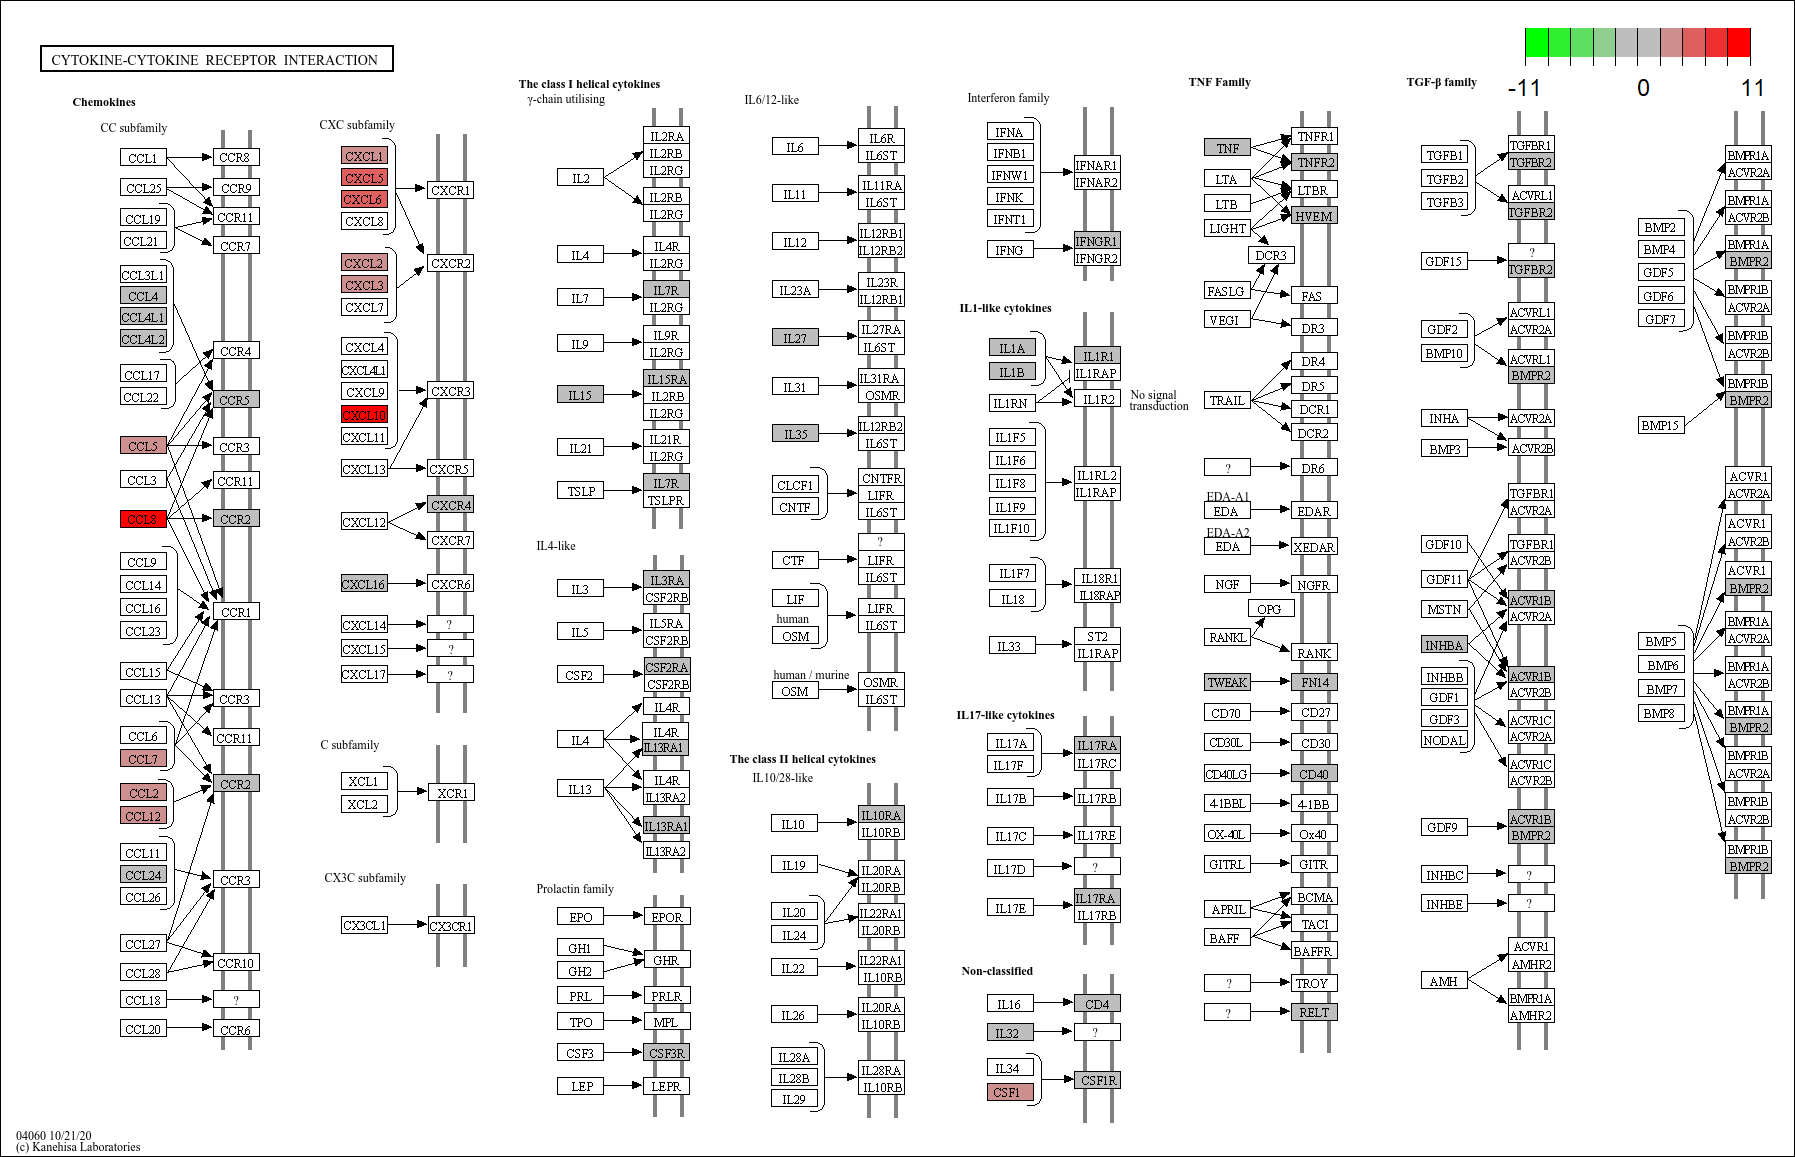 CYTOKINE-CYTOKINE RECEPTOR INTERACTION
-11
0
11
Chemokines
CC subfamily
CCL1
CCR8
CCL25
CCR9
CCL19
CCR11
CCL21
CCR7
CCL3L1
CCL4
CCL4L1
CCL4L2
CCR4
CCL17
CCL22
CCR5
CCL5
CCR3
CCL3
CCR11
CCL8
CCR2
CCL9
CCL14
CCL16
CCR1
CCL23
CCL15
CCL13
CCR3
CCL6
CCR11
CCL7
CCR2
CCL2
CCL12
CCL11
CCL24
CCR3
CCL26
CCL27
CCR10
CCL28
CCL18
?
CCL20
CCR6
CXC subfamily
CXCL1
CXCL5
CXCR1
CXCL6
CXCL8
CXCL2
CXCR2
CXCL3
CXCL7
CXCL4
CXCL4L1
CXCL9
CXCR3
CXCL10
CXCL11
CXCL13
CXCR5
CXCR4
CXCL12
CXCR7
CXCL16
CXCR6
CXCL14
?
CXCL15
?
CXCL17
?
C subfamily
XCL1
XCR1
XCL2
CX3C subfamily
CX3CL1
CX3CR1
The class I helical cytokines
γ-chain utilising
IL2RA
IL2RB
IL2RG
IL2
IL2RB
IL2RG
IL4
IL4R
IL2RG
IL7
IL7R
IL2RG
IL9
IL9R
IL2RG
IL15
IL15RA
IL2RB
IL2RG
IL21
IL21R
IL2RG
TSLP
IL7R
TSLPR
IL4-like
IL3
IL3RA
CSF2RB
IL5
IL5RA
CSF2RB
CSF2
CSF2RA
CSF2RB
IL4R
IL4
IL4R
IL13RA1
IL13
IL4R
IL13RA2
IL13RA1
IL13RA2
Prolactin family
EPO
EPOR
GH1
GHR
GH2
PRL
PRLR
TPO
MPL
CSF3
CSF3R
LEP
LEPR
IL6/12-like
IL6
IL6R
IL6ST
IL11
IL11RA
IL6ST
IL12
IL12RB1
IL12RB2
IL23A
IL23R
IL12RB1
IL27
IL27RA
IL6ST
IL31
IL31RA
OSMR
IL35
IL12RB2
IL6ST
CLCF1
CNTF
CNTFR
LIFR
IL6ST
CTF
?
LIFR
IL6ST
LIF
human
OSM
LIFR
IL6ST
human / murine
OSM
OSMR
IL6ST
The class II helical cytokines
IL10/28-like
IL10
IL10RA
IL10RB
IL19
IL20RA
IL20RB
IL20
IL24
IL22RA1
IL20RB
IL22
IL22RA1
IL10RB
IL26
IL20RA
IL10RB
IL28A
IL28B
IL29
IL28RA
IL10RB
Interferon family
IFNA
IFNB1
IFNW1
IFNK
IFNT1
IFNAR1
IFNAR2
IFNG
IFNGR1
IFNGR2
IL1-like cytokines
IL1A
IL1B
IL1R1
IL1RAP
IL1RN
IL1R2
No signal
transduction
IL1F5
IL1F6
IL1F8
IL1F9
IL1F10
IL1RL2
IL1RAP
IL1F7
IL18
IL18R1
IL18RAP
IL33
ST2
IL1RAP
IL17-like cytokines
IL17A
IL17F
IL17RA
IL17RC
IL17B
IL17RB
IL17C
IL17RE
IL17D
?
IL17E
IL17RA
IL17RB
Non-classified
IL16
CD4
IL32
?
IL34
CSF1
CSF1R
TNF Family
TNF
TNFR1
TNFR2
LTA
LTBR
LTB
HVEM
LIGHT
DCR3
FASLG
FAS
VEGI
DR3
DR4
DR5
TRAIL
DCR1
DCR2
?
DR6
EDA-A1
EDA
EDAR
EDA-A2
EDA
XEDAR
NGF
NGFR
OPG
RANKL
RANK
TWEAK
FN14
CD70
CD27
CD30L
CD30
CD40LG
CD40
4-1BBL
4-1BB
OX-40L
Ox40
GITRL
GITR
BCMA
APRIL
TACI
BAFF
BAFFR
?
TROY
?
RELT
TGF-β family
TGFB1
TGFB2
TGFB3
TGFBR1
TGFBR2
ACVRL1
TGFBR2
GDF15
?
TGFBR2
GDF2
BMP10
ACVRL1
ACVR2A
ACVRL1
BMPR2
INHA
ACVR2A
BMP3
ACVR2B
TGFBR1
ACVR2A
GDF10
TGFBR1
ACVR2B
GDF11
MSTN
ACVR1B
ACVR2A
INHBA
INHBB
GDF1
GDF3
NODAL
ACVR1B
ACVR2B
ACVR1C
ACVR2A
ACVR1C
ACVR2B
GDF9
ACVR1B
BMPR2
INHBC
?
INHBE
?
AMH
ACVR1
AMHR2
BMPR1A
AMHR2
BMP2
BMP4
GDF5
GDF6
GDF7
BMPR1A
ACVR2A
BMPR1A
ACVR2B
BMPR1A
BMPR2
BMPR1B
ACVR2A
BMPR1B
ACVR2B
BMPR1B
BMPR2
BMP15
BMP5
BMP6
BMP7
BMP8
ACVR1
ACVR2A
ACVR1
ACVR2B
ACVR1
BMPR2
BMPR1A
ACVR2A
BMPR1A
ACVR2B
BMPR1A
BMPR2
BMPR1B
ACVR2A
BMPR1B
ACVR2B
BMPR1B
BMPR2
04060 10/21/20
(c) Kanehisa Laboratories